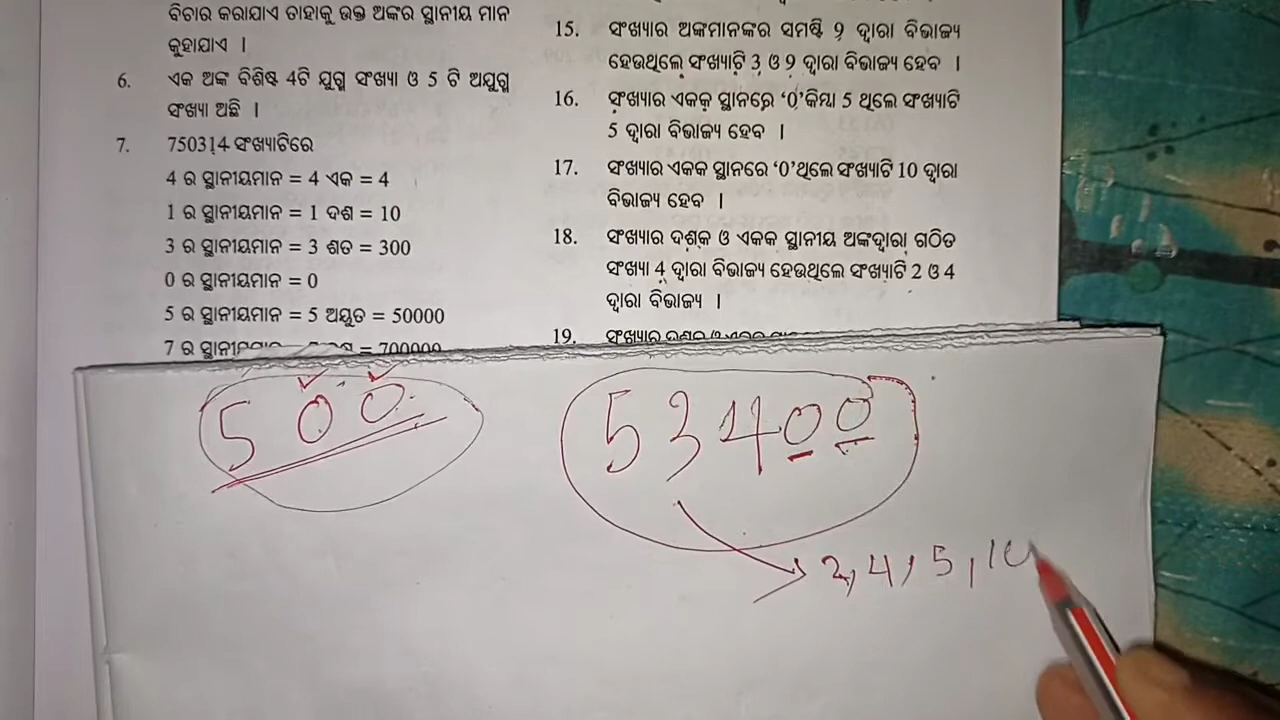 ବିଚାର କରାଯାଏ ତାହାକୁ ଉକ୍ତ ଅଙ୍କର ସ୍ଥାନୀୟ ମାନ
କୁହାଯାଏ ।
6. ଏକ ଅଙ୍କ ବିଶିଷ୍ଟ 4ଟି ଯୁଗ୍ମ ସଂଖ୍ୟା ଓ 5 ଟି ଅଯୁଗ୍ମ
ସଂଖ୍ୟା ଅଛି ।
7. 750314 ସଂଖ୍ୟାଟିରେ
4 ର ସ୍ଥାନୀୟମାନ = 4 ଏକ = 4
1 ର ସ୍ଥାନୀୟମାନ = 1 ଦଶ = 10
3 ର ସ୍ଥାନୀୟମାନ = 3 ଶତ = 300
0 ର ସ୍ଥାନୀୟମାନ = 0
5 ର ସ୍ଥାନୀୟମାନ = 5 ଅୟୁତ = 50000
7 ର = 700000
15. ସଂଖ୍ୟାର ଅଙ୍କମାନଙ୍କର ସମଷ୍ଟି 9 ଦ୍ୱାରା ବିଭାଜ୍ୟ
ହେଉଥିଲେ ସଂଖ୍ୟାଟି 3 ଓ 9 ଦ୍ୱାରା ବିଭାଜ୍ୟ ହେବ ।
16. ସଂଖ୍ୟାର ଏକକ ସ୍ଥାନରେ ‘0’କିମ୍ବା 5 ଥିଲେ ସଂଖ୍ୟାଟି
5 ଦ୍ୱାରା ବିଭାଜ୍ୟ ହେବ ।
17. ସଂଖ୍ୟାର ଏକକ ସ୍ଥାନରେ ‘0’ଥିଲେ ସଂଖ୍ୟାଟି 10 ଦ୍ୱାରା
ବିଭାଜ୍ୟ ହେବ ।
18. ସଂଖ୍ୟାର ଦଶକ ଓ ଏକକ ସ୍ଥାନୀୟ ଅଙ୍କଦ୍ୱାରା ଗଠିତ
ସଂଖ୍ୟା 4 ଦ୍ୱାରା ବିଭାଜ୍ୟ ହେଉଥିଲେ ସଂଖ୍ୟାଟି 2 ଓ 4
ଦ୍ୱାରା ବିଭାଜ୍ୟ ।
19. ସଂଖ୍ୟାର
500
53400
2, 4, 5, 10